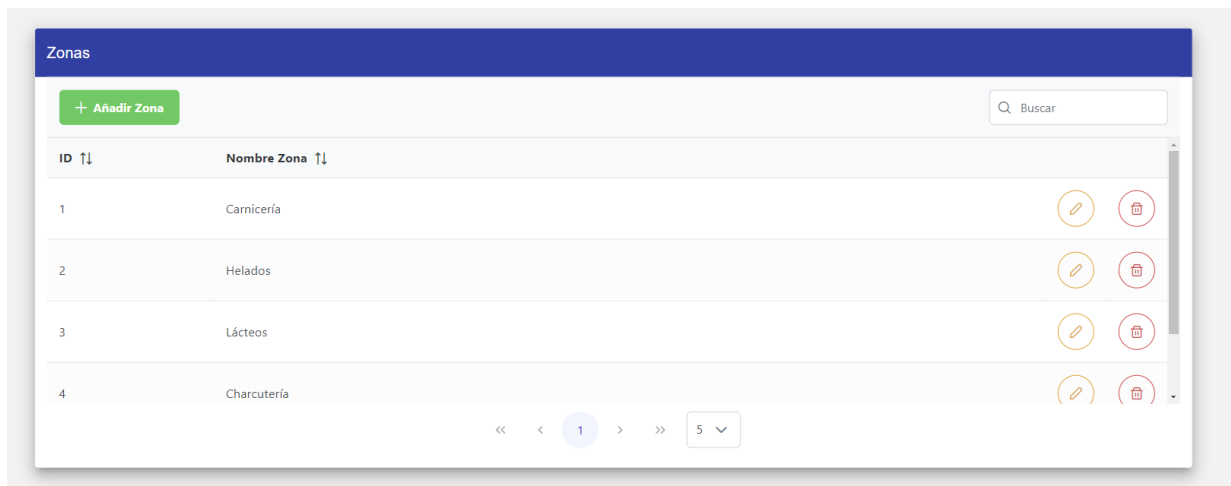 Zonas
Añadir Zona
Buscar
ID Nombre Zona
1 Carnicería
2 Helados
3 Lácteos
4 Charcutería
1 5